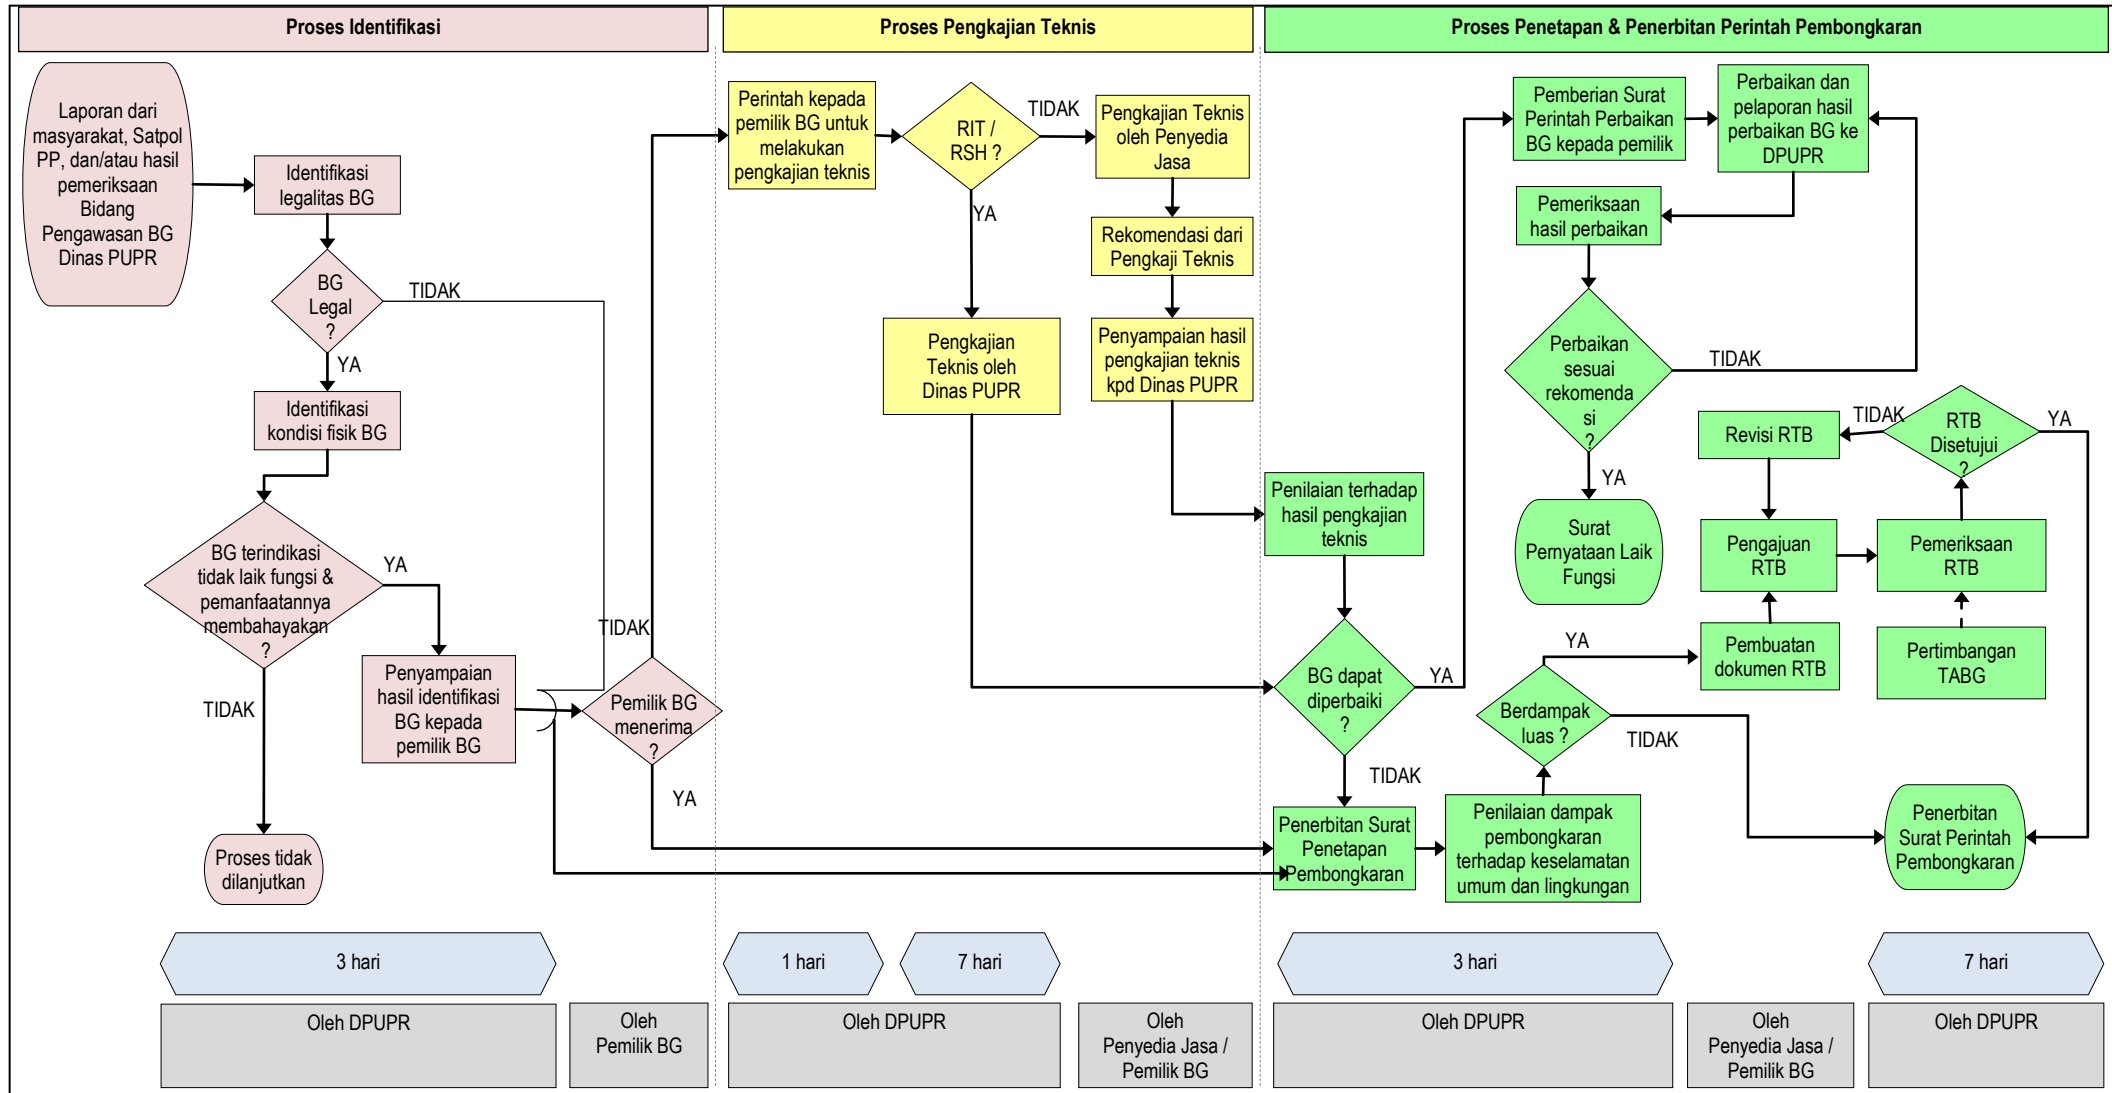 Proses Identifikasi
Proses Pengkajian Teknis
Proses Penetapan & Penerbitan Perintah Pembongkaran
Laporan dari
masyarakat, Satpol
PP, dan/atau hasil
pemeriksaan
Bidang
Pengawasan BG
Dinas PUPR
Identifikasi
legalitas BG
BG
Legal
?
TIDAK
YA
Identifikasi
kondisi fisik BG
BG terindikasi
tidak laik fungsi &
pemanfaatannya
membahayakan
?
YA
TIDAK
Proses tidak
dilanjutkan
Penyampaian
hasil identifikasi
BG kepada
pemilik BG
TIDAK
Pemilik BG
menerima
?
YA
Perintah kepada
pemilik BG untuk
melakukan
pengkajian teknis
RIT /
RSH ?
TIDAK
YA
Pengkajian Teknis
oleh Penyedia
Jasa
Rekomendasi dari
Pengkaji Teknis
Penyampaian hasil
pengkajian teknis
kpd Dinas PUPR
Pengkajian
Teknis oleh
Dinas PUPR
Penilaian terhadap
hasil pengkajian
teknis
BG dapat
diperbaiki
?
YA
TIDAK
Penerbitan Surat
Penetapan
Pembongkaran
Pemberian Surat
Perintah Perbaikan
BG kepada pemilik
Perbaikan dan
pelaporan hasil
perbaikan BG ke
DPUPR
Pemeriksaan
hasil perbaikan
Perbaikan
sesuai
rekomenda
si
?
TIDAK
YA
Surat
Pernyataan Laik
Fungsi
Penilaian dampak
pembongkaran
terhadap keselamatan
umum dan lingkungan
Berdampak
luas ?
YA
TIDAK
Pembuatan
dokumen RTB
Pengajuan
RTB
Revisi RTB
Pemeriksaan
RTB
Pertimbangan
TABG
RTB
Disetujui
?
TIDAK
YA
Penerbitan
Surat Perintah
Pembongkaran
3 hari
1 hari
7 hari
3 hari
7 hari
Oleh DPUPR
Oleh
Pemilik BG
Oleh DPUPR
Oleh
Penyedia Jasa /
Pemilik BG
Oleh DPUPR
Oleh
Penyedia Jasa /
Pemilik BG
Oleh DPUPR